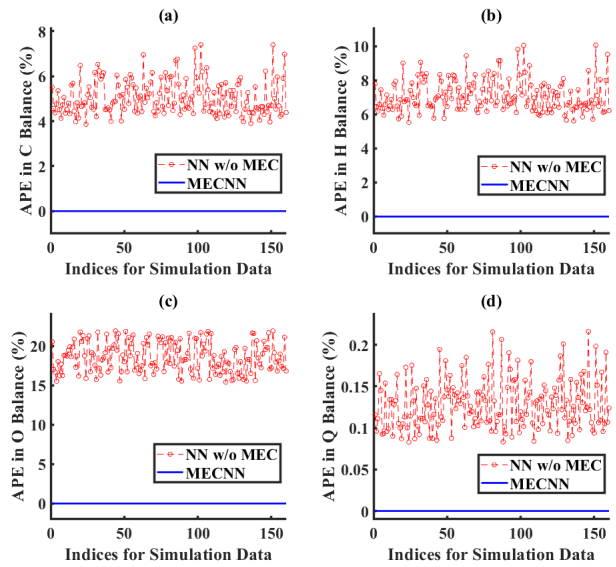 (a)
APE in C Balance (%)
8
6
4
2
0
NN w/o MEC
MECNN
0
50
100
150
Indices for Simulation Data
(b)
APE in H Balance (%)
10
8
6
4
2
0
NN w/o MEC
MECNN
0
50
100
150
Indices for Simulation Data
(c)
APE in O Balance (%)
20
15
10
5
0
NN w/o MEC
MECNN
0
50
100
150
Indices for Simulation Data
(d)
APE in Q Balance (%)
0.2
0.15
0.1
0.05
0
NN w/o MEC
MECNN
0
50
100
150
Indices for Simulation Data